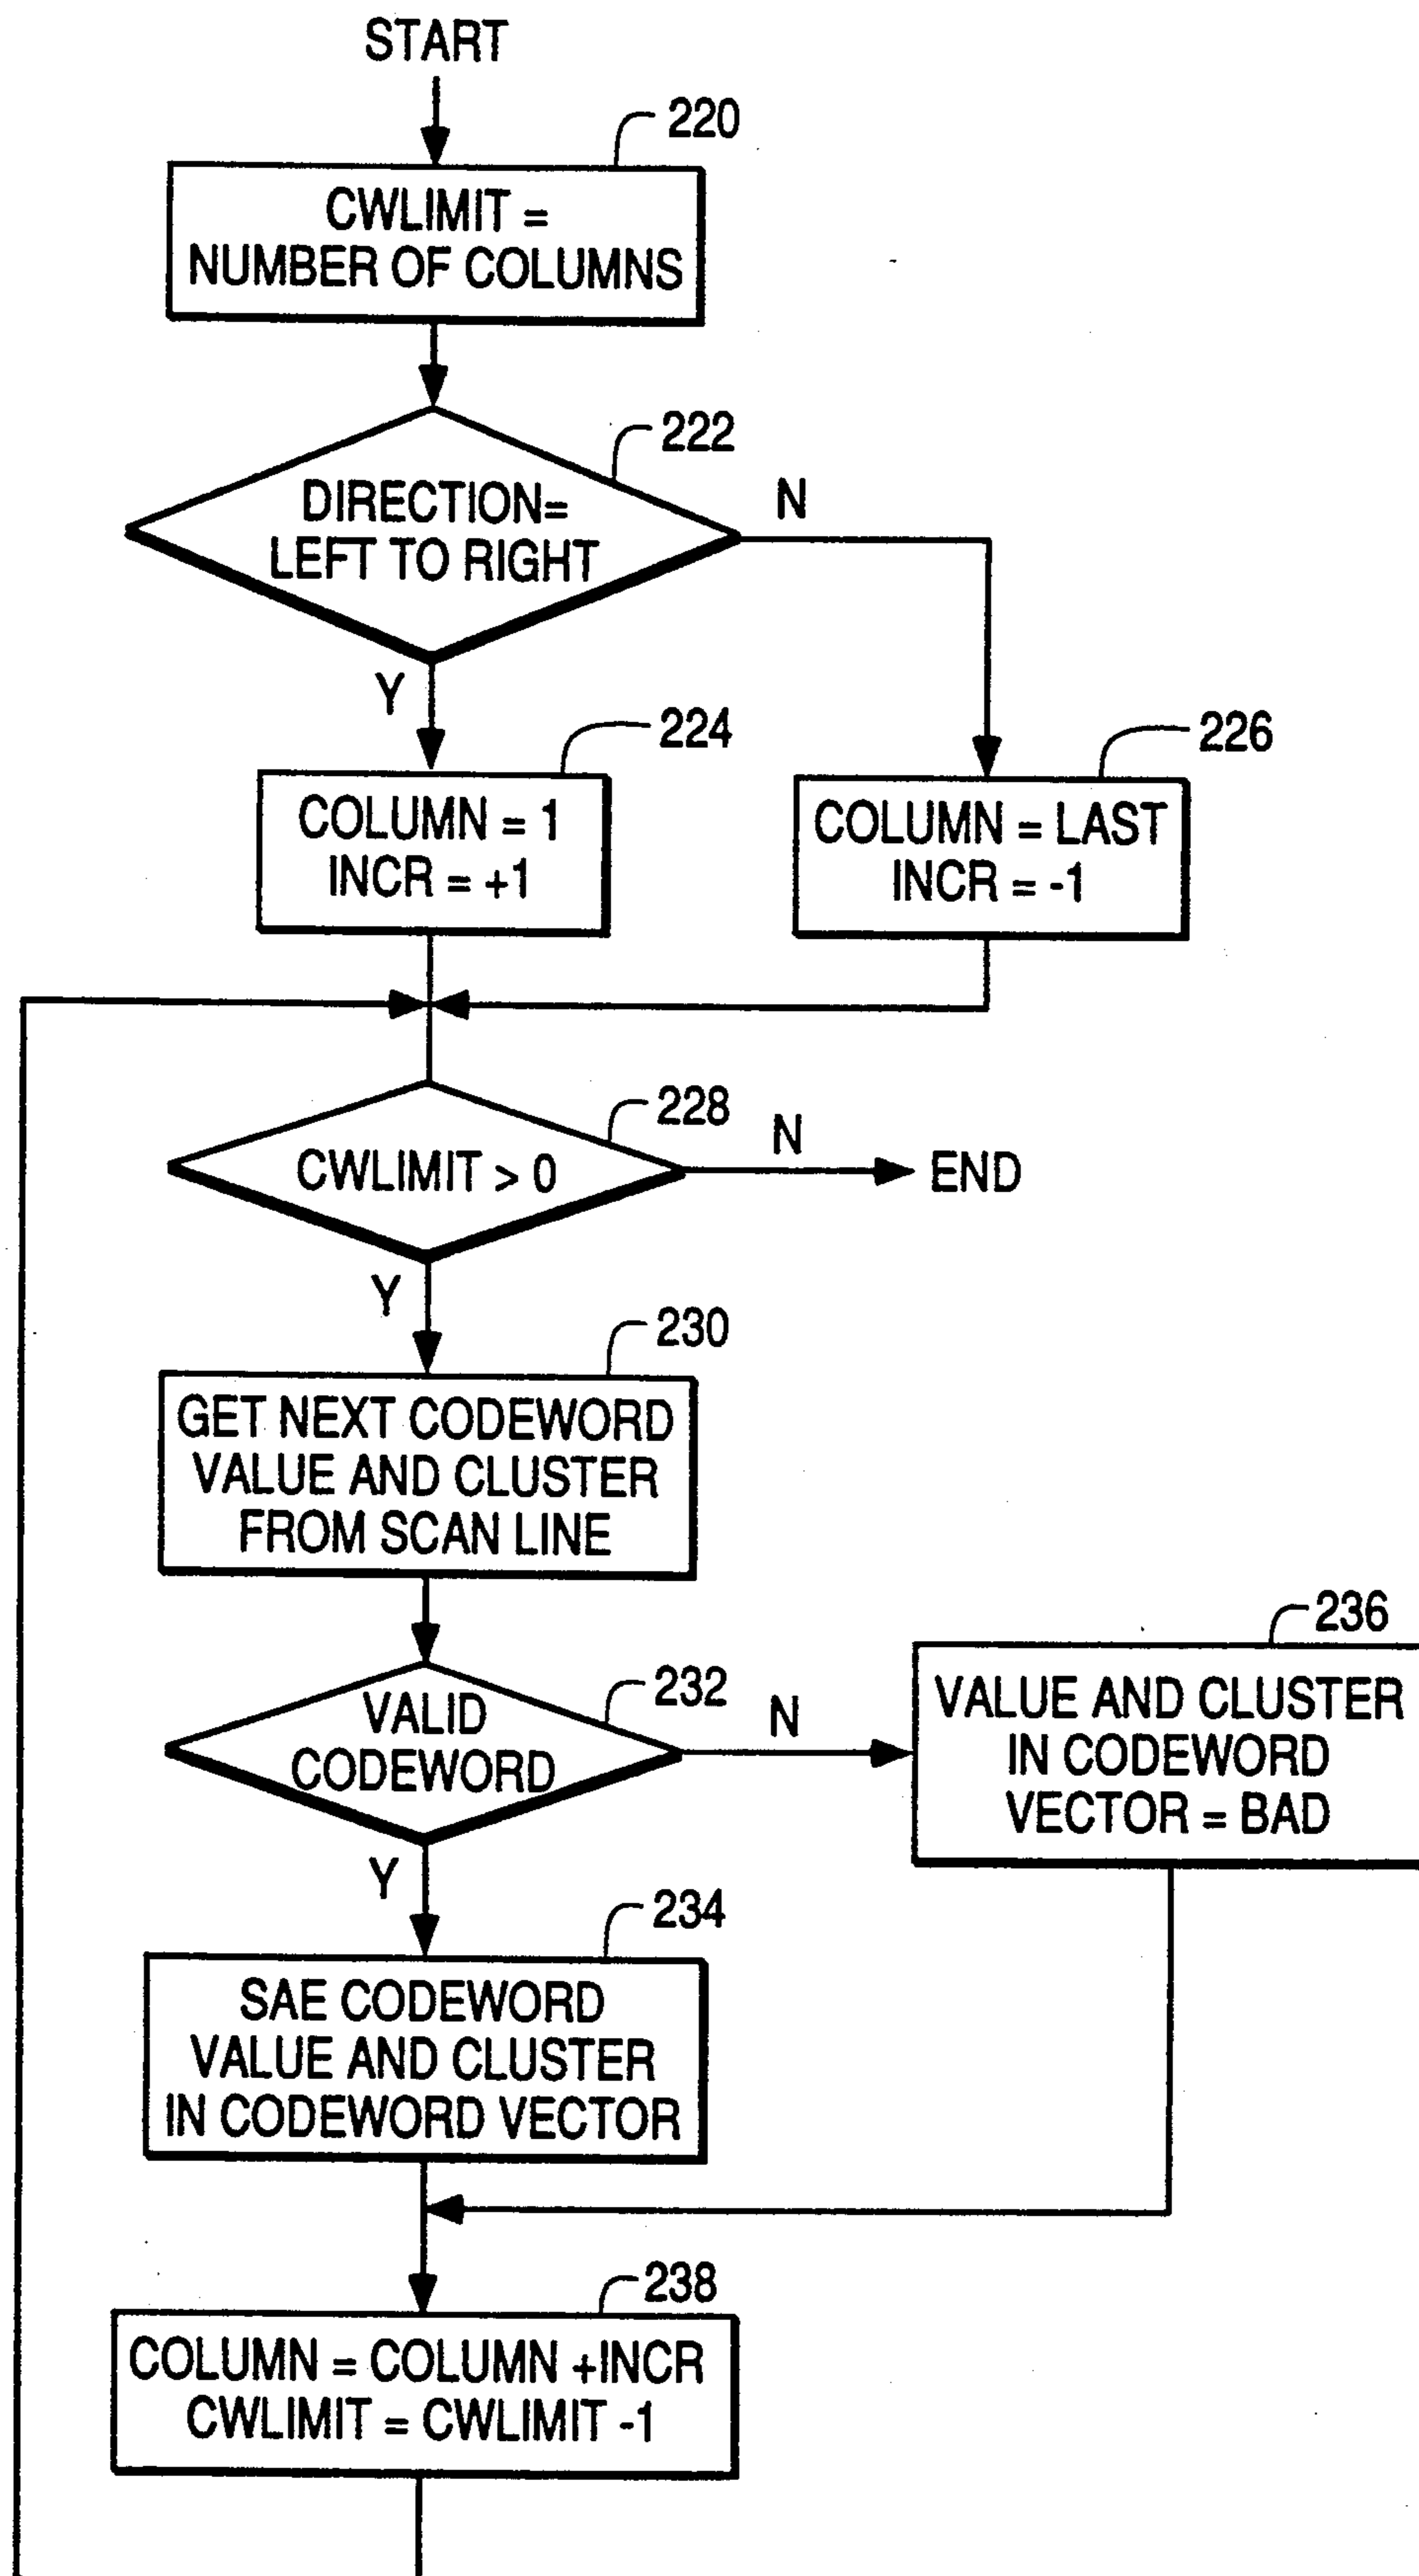 START
220
CWLIMIT =
NUMBER OF COLUMNS
222
DIRECTION=
LEFT TO RIGHT
N
Y
224
COLUMN = 1
INCR = +1
226
COLUMN = LAST
INCR = -1
228
CWLIMIT > 0
N
END
Y
230
GET NEXT CODEWORD
VALUE AND CLUSTER
FROM SCAN LINE
232
VALID
CODEWORD
N
236
VALUE AND CLUSTER
IN CODEWORD
VECTOR = BAD
Y
234
SAE CODEWORD
VALUE AND CLUSTER
IN CODEWORD VECTOR
238
COLUMN = COLUMN +INCR
CWLIMIT = CWLIMIT -1